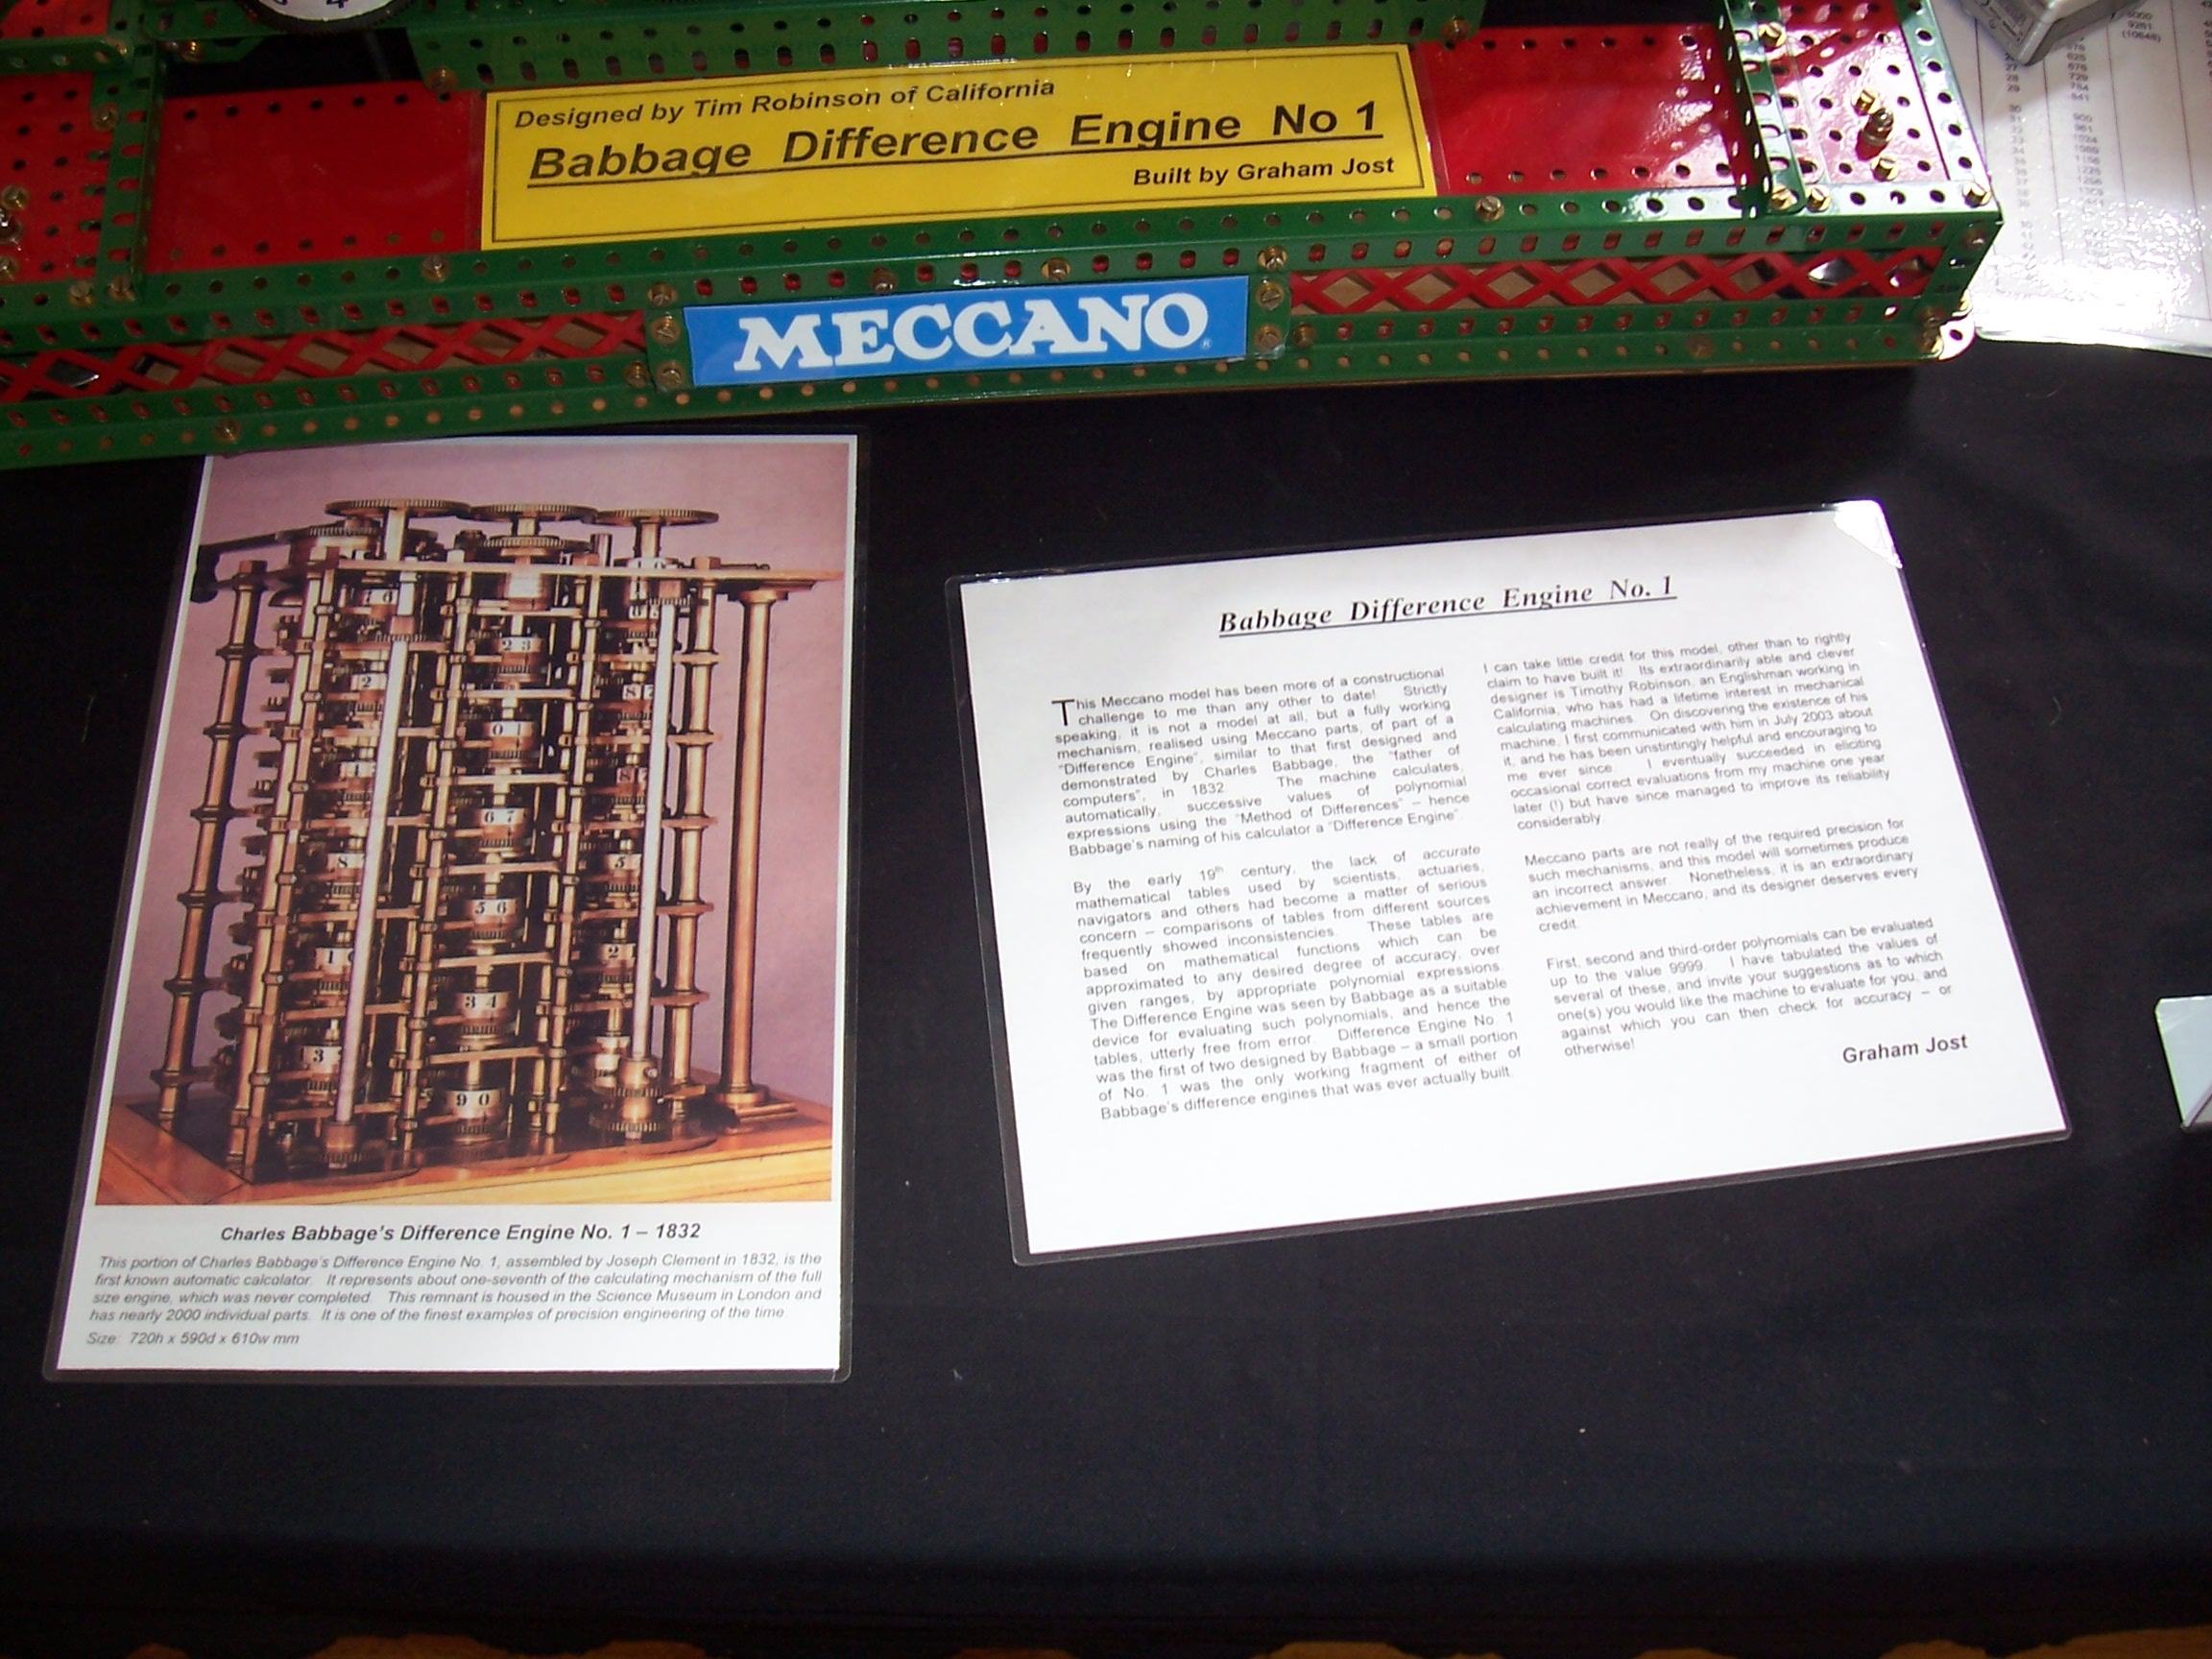 4
Designed by Tim Robinson of California
Babbage Difference Engine No 1
Built by Graham Jost
MECCANO
Charles Babbage's Difference Engine No. 1 – 1832
This portion of Charles Babbage's Difference Engine No. 1, assembled by Joseph Clement in 1832, is the
first known automatic calcxlator. It represents about one-seventh of the calculating mechanism of the full
size engine, which was never completed. This remnant is housed in the Science Museum in London and
has nearly 2000 individual parts. It is one of the finest examples of precision engineering of the time.
Size: 720h x 590d x 610w mm
Babbage Difference Engine No. 1
This Meccano model has been more of a constructional
challenge to me than any other to date! Strictly
speaking, it is not a model at all, but a fully working
mechanism, realised using Meccano parts, of part of a
"Difference Engine", similar to that first designed and
demonstrated by Charles Babbage, the "father of
computers", in 1832. The machine calculates,
automatically, successive values of polynomial
expressions using the "Method of Differences" – hence
Babbage's naming of his calculator a "Difference Engine".
By the early 19th century, the lack of accurate
mathematical tables used by scientists, actuaries,
navigators and others had become a matter of serious
concern – comparisons of tables from different sources
frequently showed inconsistencies. These tables are
based on mathematical functions which can be
approximated to any desired degree of accuracy, over
given ranges, by appropriate polynomial expressions
The Difference Engine was seen by Babbage as a suitable
device for evaluating such polynomials, and hence the
tables, utterly free from error. Difference Engine No. 1
was the first of two designed by Babbage – a small portion
of No. 1 was the only working fragment of either of
Babbage's difference engines that was ever actually built.
I can take little credit for this model, other than to rightly
claim to have built it! Its extraordinarily able and clever
designer is Timothy Robinson, an Englishman working in
California, who has had a lifetime interest in mechanical
calculating machines. On discovering the existence of his
machine, I first communicated with him in July 2003 about
it, and he has been unstintingly helpful and encouraging to
me ever since. I eventually succeeded in eliciting
occasional correct evaluations from my machine one year
later (!) but have since managed to improve its reliability
considerably.
Meccano parts are not really of the required precision for
such mechanisms, and this model will sometimes produce
an incorrect answer. Nonetheless, it is an extraordinary
achievement in Meccano, and its designer deserves every
credit.
First, second and third-order polynomials can be evaluated
up to the value 9999. I have tabulated the values of
several of these, and invite your suggestions as to which
one(s) you would like the machine to evaluate for you, and
against which you can then check for accuracy – or
otherwise!
Graham Jost